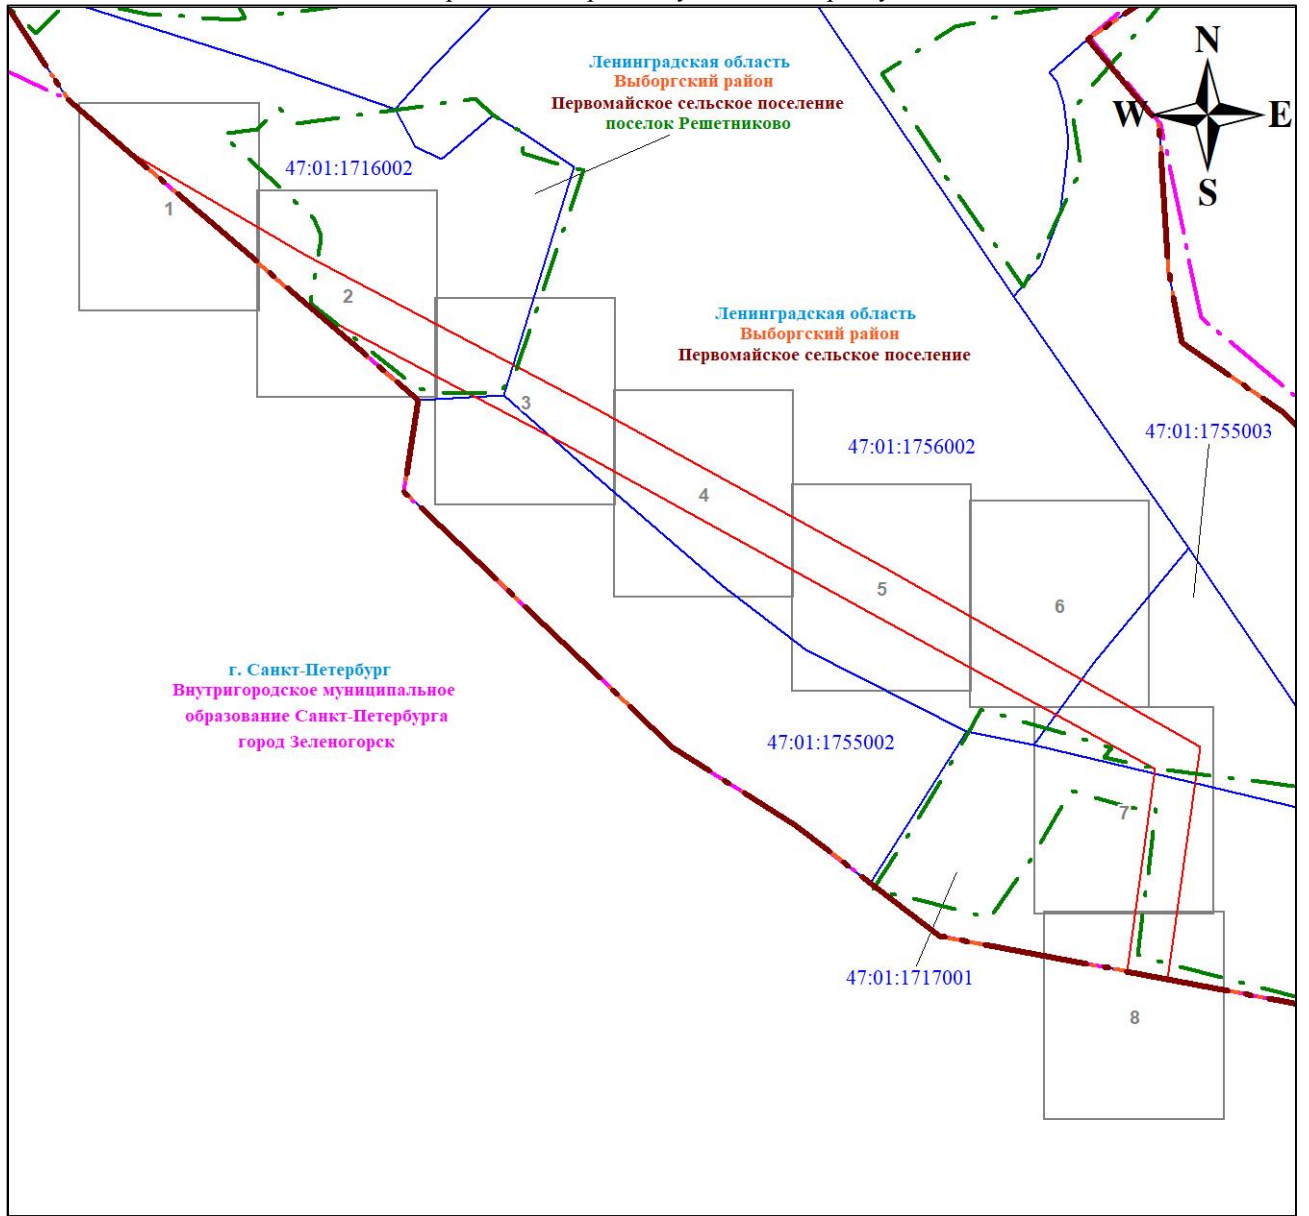 N
W E
S
Ленинградская область
Выборгский район
Первомайское сельское поселение
поселок Решетниково
47:01:1716002
1
2
Ленинградская область
Выборгский район
Первомайское сельское поселение
3
47:01:1755003
47:01:1756002
4
5
6
г. Санкт-Петербург
Внутригородское муниципальное
образование Санкт-Петербурга
город Зеленогорск
47:01:1755002
7
47:01:1717001
8